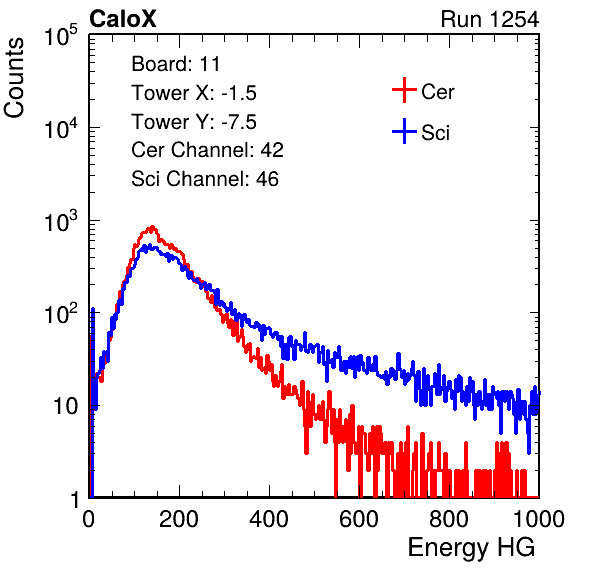 CaloX Run 1254
Counts
10^5
10^4
10^3
10^2
10
1
Board: 11
Tower X: -1.5
Tower Y: -7.5
Cer Channel: 42
Sci Channel: 46
Cer
Sci
0 200 400 600 800 1000
Energy HG